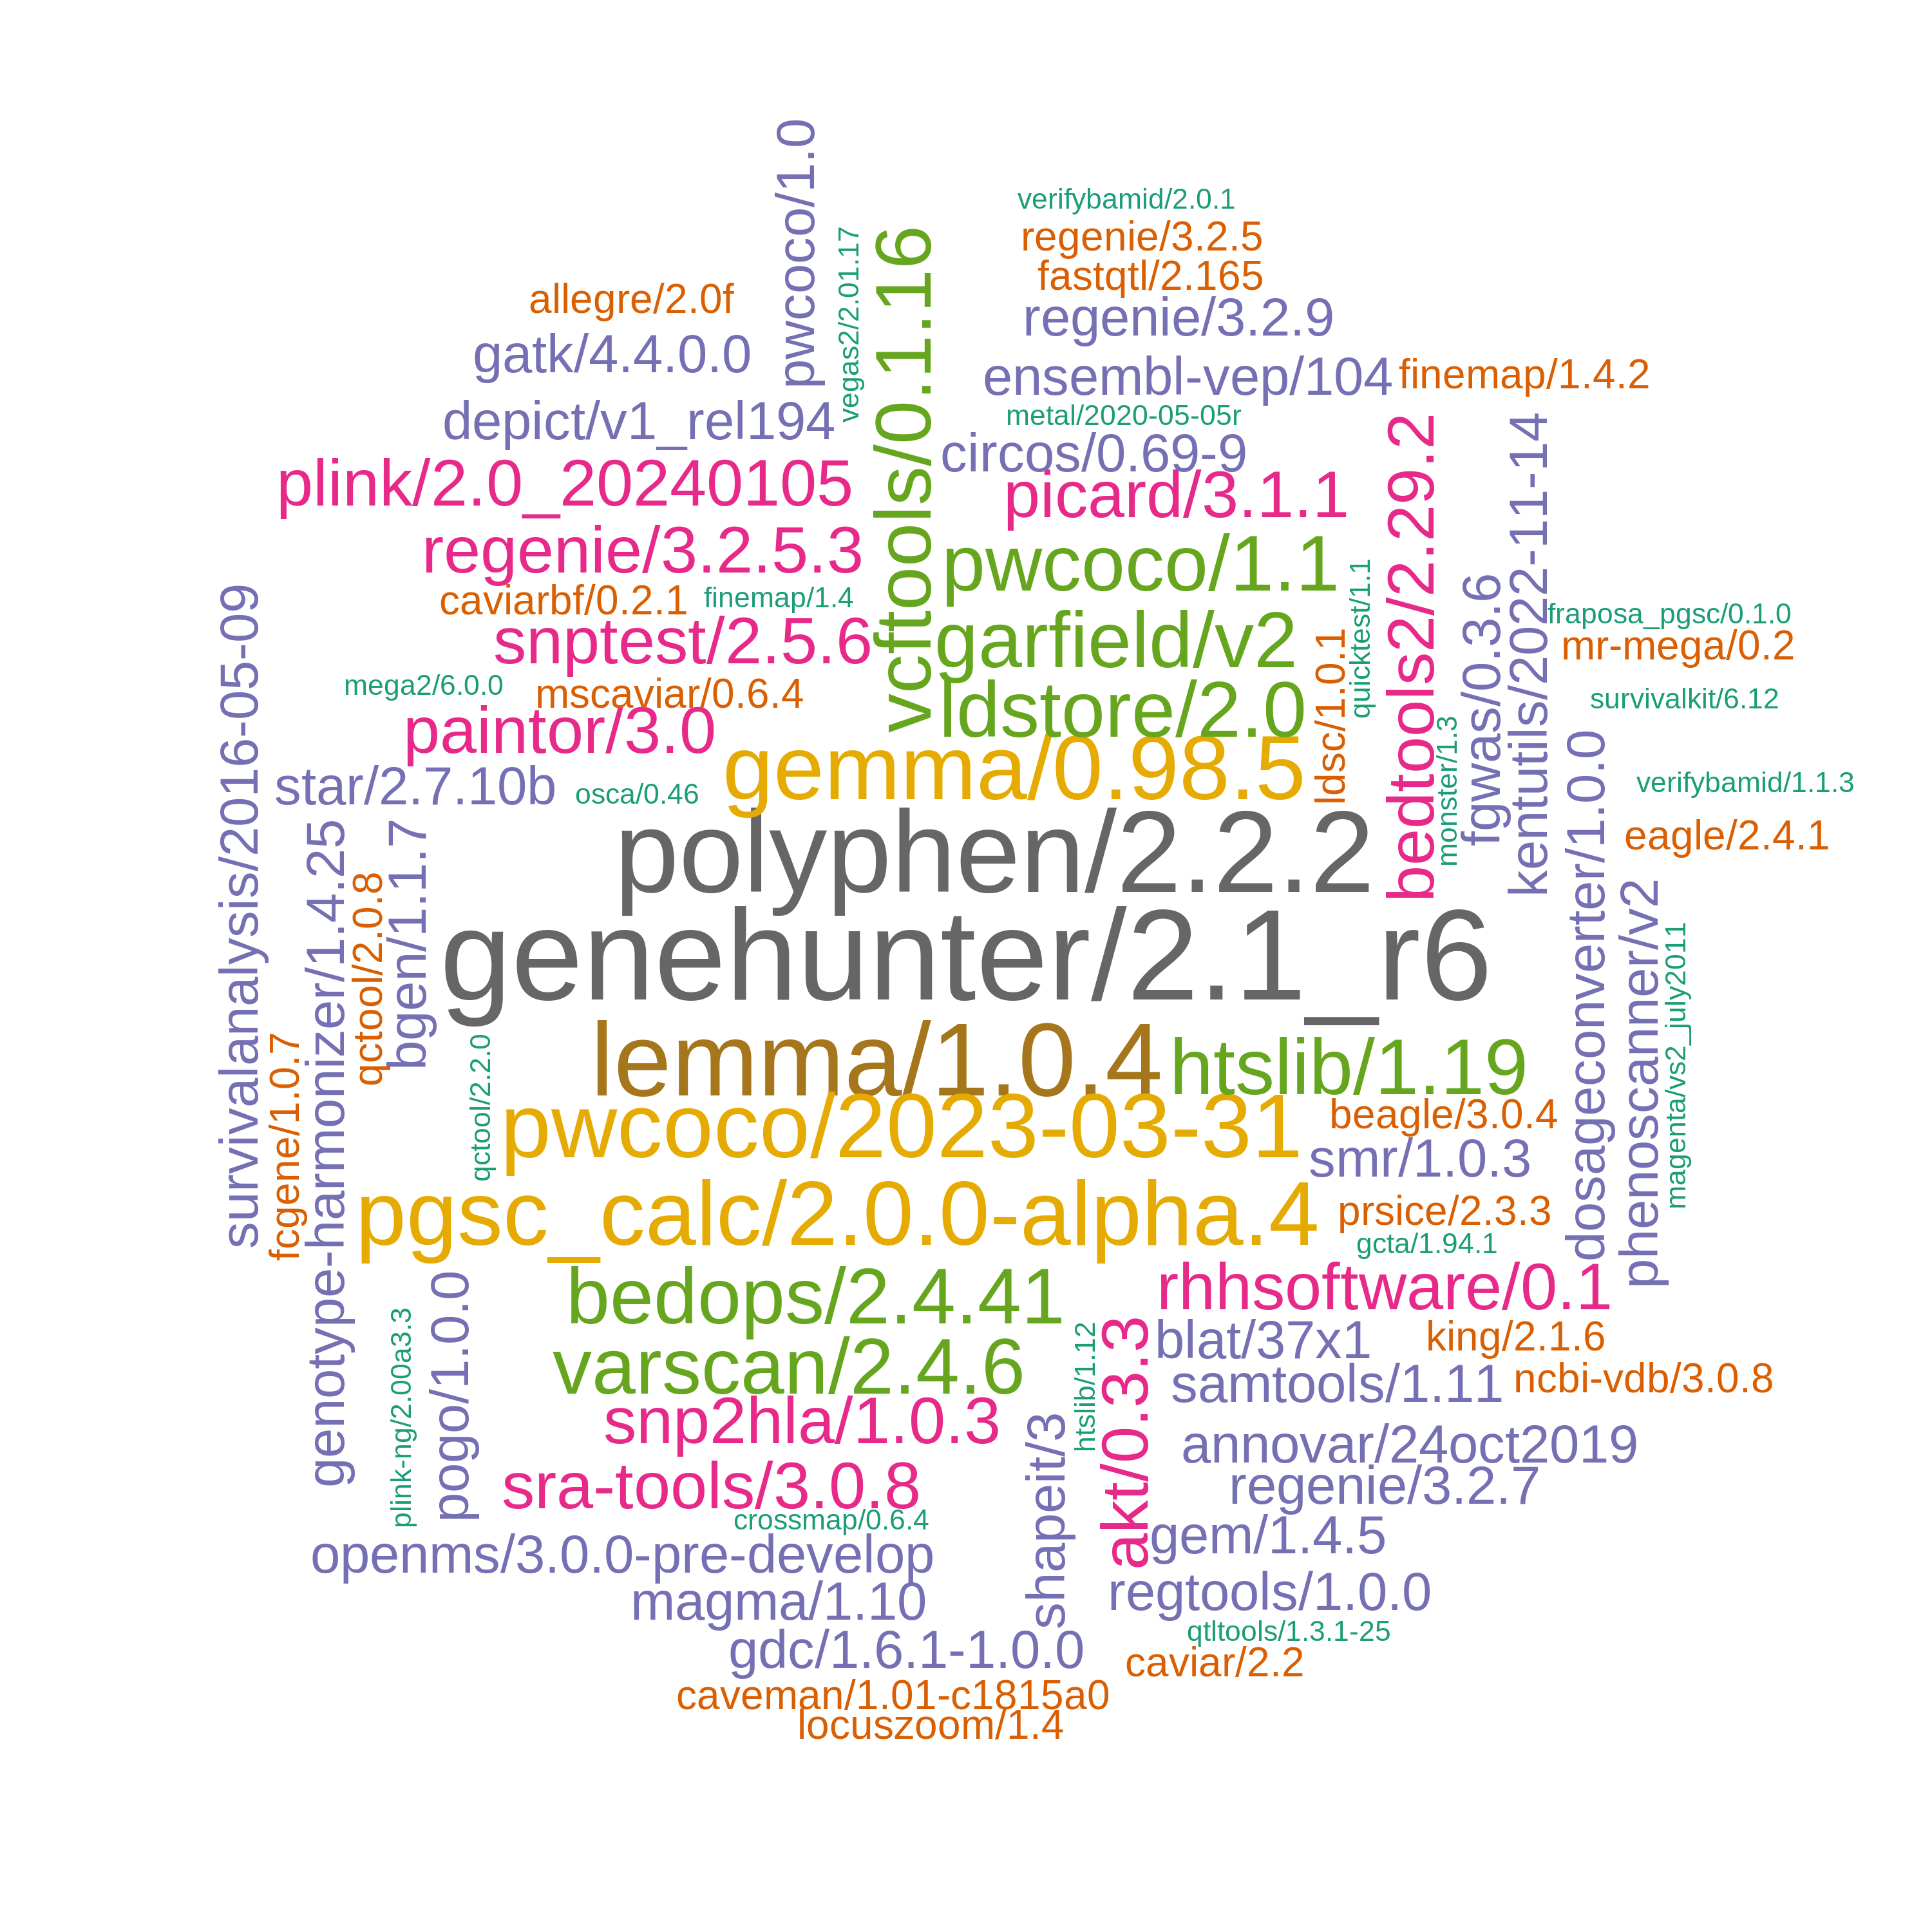 pwcoco/1.0
verifybamid/2.0.1
regenie/3.2.5
vegas2/2.01.17
vcftools/0.1.16
fastqtl/2.165
allegre/2.0f
regenie/3.2.9
gatk/4.4.0.0
ensembl-vep/104
finemap/1.4.2
depict/v1_rel194
metal/2020-05-05r
circos/0.69-9
bedtools2/2.29.2
kentutils/2022-11-14
plink/2.0_20240105
picard/3.1.1
regenie/3.2.5.3
pwcoco/1.1
quicktest/1.1
fgwas/0.3.6
survivalanalysis/2016-05-09
caviarbf/0.2.1
finemap/1.4
fraposa_pgsc/0.1.0
snptest/2.5.6
garfield/v2
ldsc/1.0.1
mr-mega/0.2
mega2/6.0.0
mscaviar/0.6.4
ldstore/2.0
survivalkit/6.12
paintor/3.0
monster/1.3
dosageconverter/1.0.0
gemma/0.98.5
star/2.7.10b
osca/0.46
verifybamid/1.1.3
genotype-harmonizer/1.4.25
qctool/2.0.8
bgen/1.1.7
polyphen/2.2.2
eagle/2.4.1
phenoscanner/v2
magenta/vs2_july2011
genehunter/2.1_r6
fcgene/1.0.7
qctool/2.2.0
lemma/1.0.4
htslib/1.19
pwcoco/2023-03-31
beagle/3.0.4
smr/1.0.3
pgsc_calc/2.0.0-alpha.4
prsice/2.3.3
gcta/1.94.1
plink-ng/2.00a3.3
pogo/1.0.0
bedops/2.4.41
rhhsoftware/0.1
htslib/1.12
akt/0.3.3
blat/37x1
king/2.1.6
varscan/2.4.6
samtools/1.11
ncbi-vdb/3.0.8
snp2hla/1.0.3
shapeit/3
annovar/24oct2019
sra-tools/3.0.8
regenie/3.2.7
crossmap/0.6.4
gem/1.4.5
openms/3.0.0-pre-develop
magma/1.10
regtools/1.0.0
gdc/1.6.1-1.0.0
qtltools/1.3.1-25
caviar/2.2
caveman/1.01-c1815a0
locuszoom/1.4